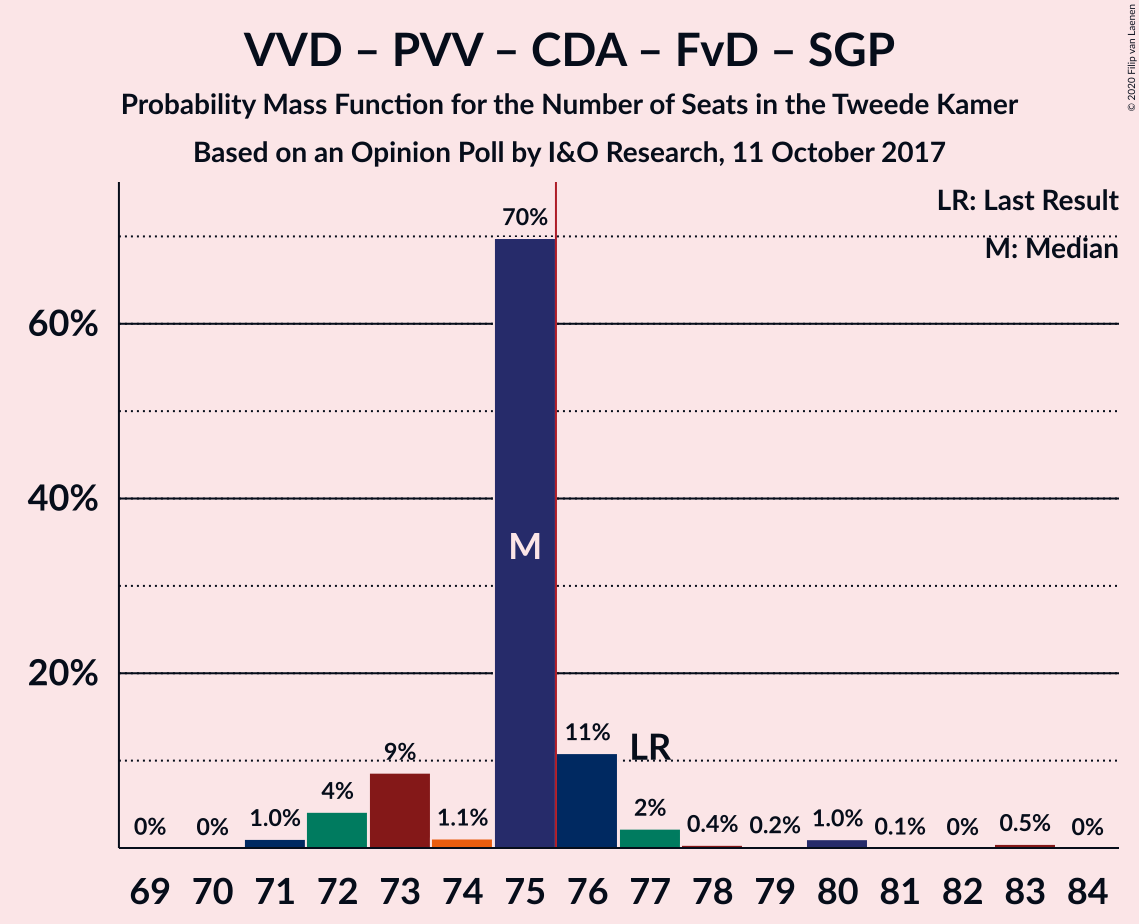 VVD – PVV – CDA – FvD – SGP
Probability Mass Function for the Number of Seats in the Tweede Kamer
Based on an Opinion Poll by I&O Research, 11 October 2017
© 2020 Filip van Laenen
LR: Last Result
M: Median
60%
40%
20%
0% 0% 1.0% 4% 9% 1.1% 70% 11% 2% 0.4% 0.2% 1.0% 0.1% 0% 0.5% 0%
M
LR
69 70 71 72 73 74 75 76 77 78 79 80 81 82 83 84